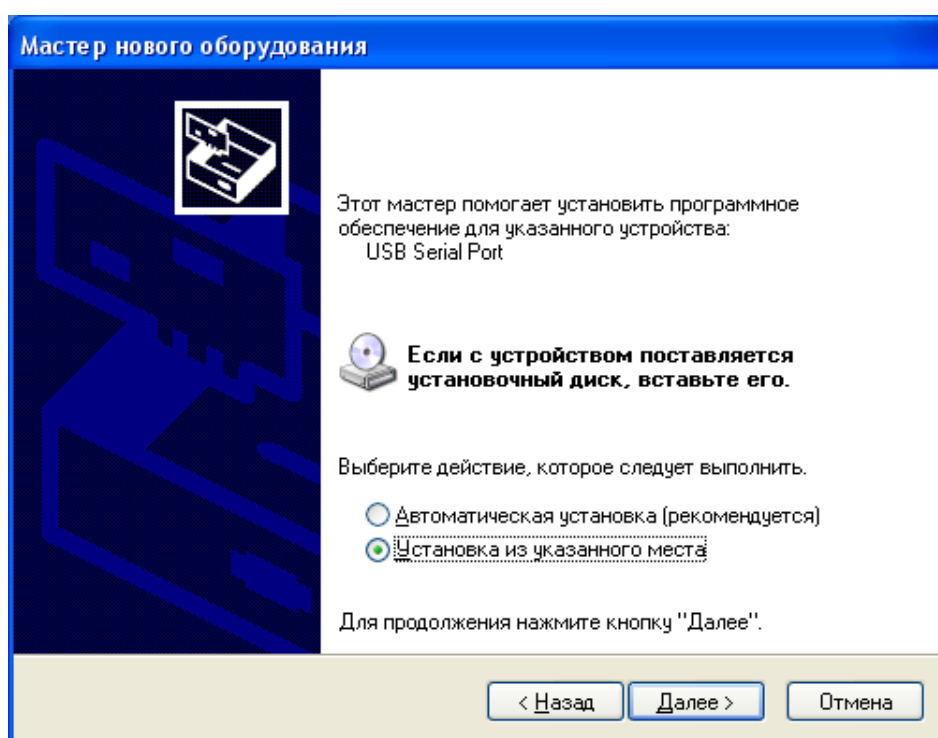 Мастер нового оборудования
Этот мастер помогает установить программное
обеспечение для указанного устройства:
USB Serial Port
Если с устройством поставляется
установочный диск, вставьте его.
Выберите действие, которое следует выполнить.
Автоматическая установка (рекомендуется)
Установка из указанного места
Для продолжения нажмите кнопку "Далее".
< Назад
Далее >
Отмена